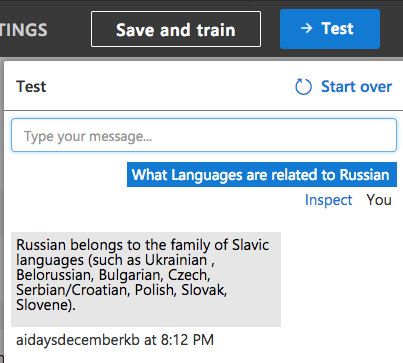 TINGS Save and train → Test
Test Start over
Type your message...
What Languages are related to Russian
Inspect You
Russian belongs to the family of Slavic
languages (such as Ukrainian ,
Belorussian, Bulgarian, Czech,
Serbian/Croatian, Polish, Slovak,
Slovene).
aidaysdecemberkb at 8:12 PM